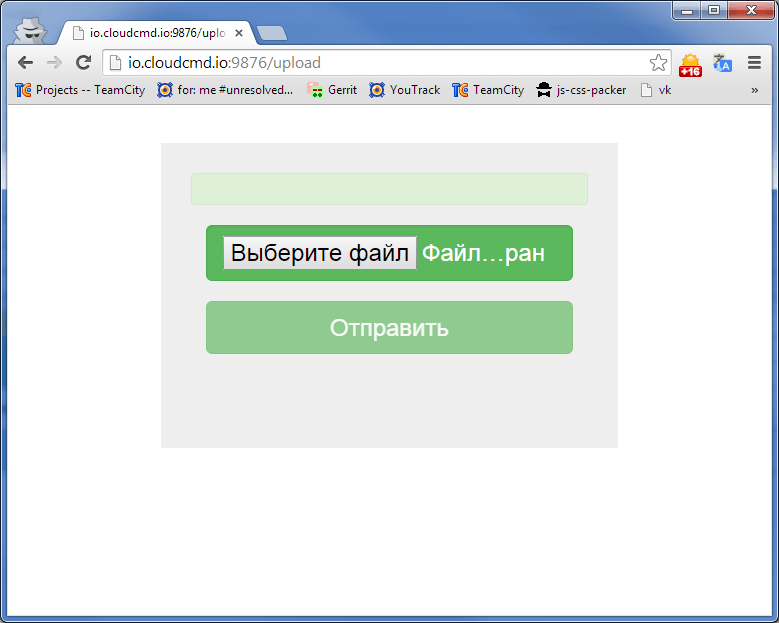 io.cloudcmd.io:9876/uplo
io.cloudcmd.io:9876/upload
+16
Projects -- TeamCity for: me #unresolved... Gerrit YouTrack TeamCity js-css-packer vk »
Выберите файл Файл…ран
Отправить